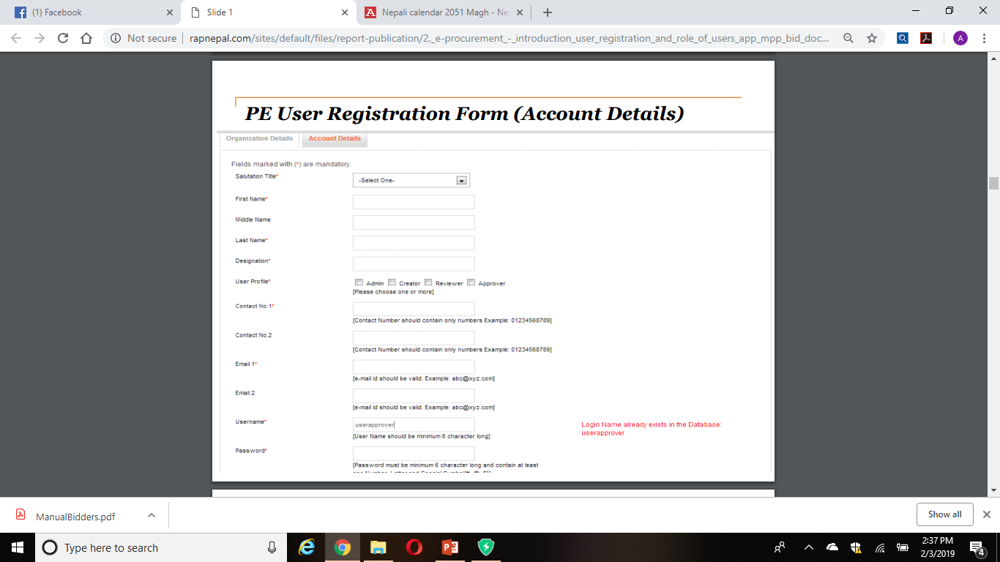 (1) Facebook
Slide 1
Nepali calendar 2051 Magh - Ne
Not secure
rapnepal.com/sites/default/files/report-publication/2._e-procurement_-_introduction_user_registration_and_role_of_users_app_mpp_bid_doc...
A
PE User Registration Form (Account Details)
Organization Details
Account Details
Fields marked with (*) are mandatory.
Salutation Title*
-Select One-
First Name*
Middle Name
Last Name*
Designation*
User Profile*
Admin Creator Reviewer Approver
[Please choose one or more]
Contact No.1*
[Contact Number should contain only numbers Example: 01234568789]
Contact No.2
[Contact Number should contain only numbers Example: 01234568789]
Email 1*
[e-mail id should be valid. Example: abc@xyz.com]
Email 2
[e-mail id should be valid. Example: abc@xyz.com]
Username*
userapprover
Login Name already exists in the Database:
userapprover
[User Name should be minimum 6 character long]
Password*
[Password must be minimum 6 character long and contain at least
ManualBidders.pdf
Show all
Type here to search
2:37 PM
2/3/2019
4